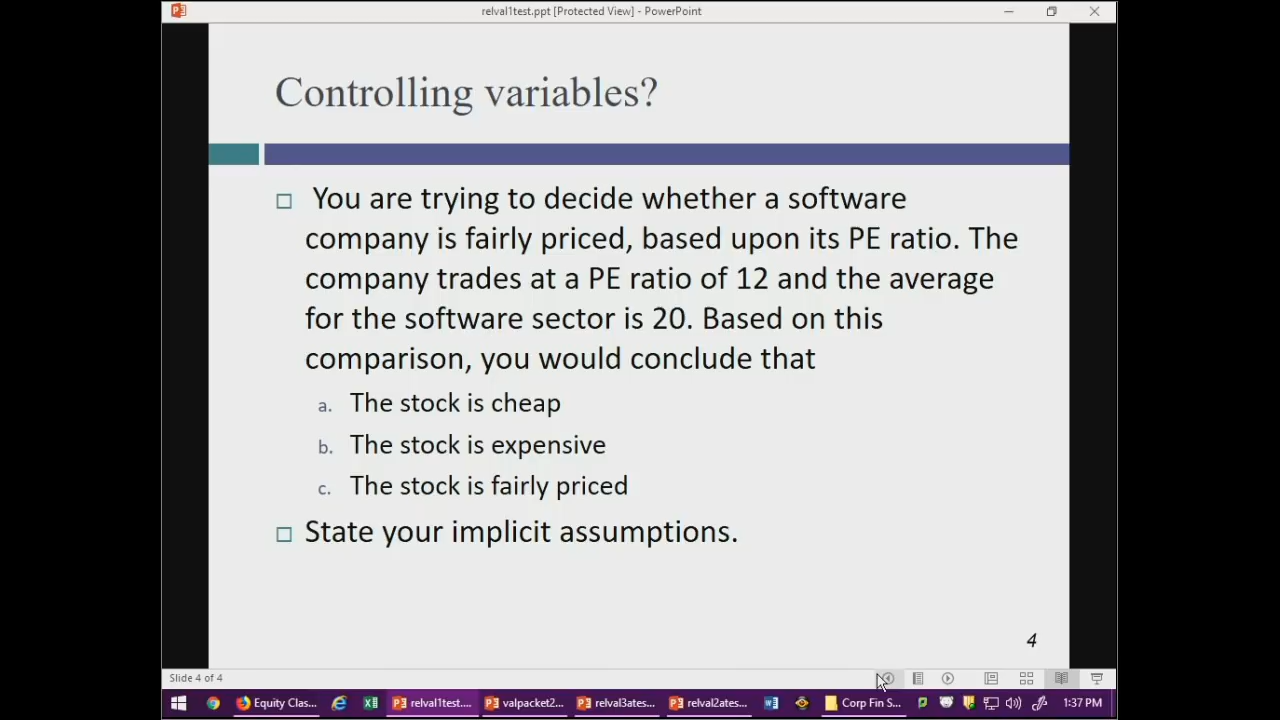 relval1test.ppt [Protected View] - PowerPoint
Controlling variables?
You are trying to decide whether a software
company is fairly priced, based upon its PE ratio. The
company trades at a PE ratio of 12 and the average
for the software sector is 20. Based on this
comparison, you would conclude that
a. The stock is cheap
b. The stock is expensive
c. The stock is fairly priced
State your implicit assumptions.
4
Slide 4 of 4
Equity Clas... relval1test.... valpacket2... relval3ates... relval2ates... Corp Fin S... 1:37 PM